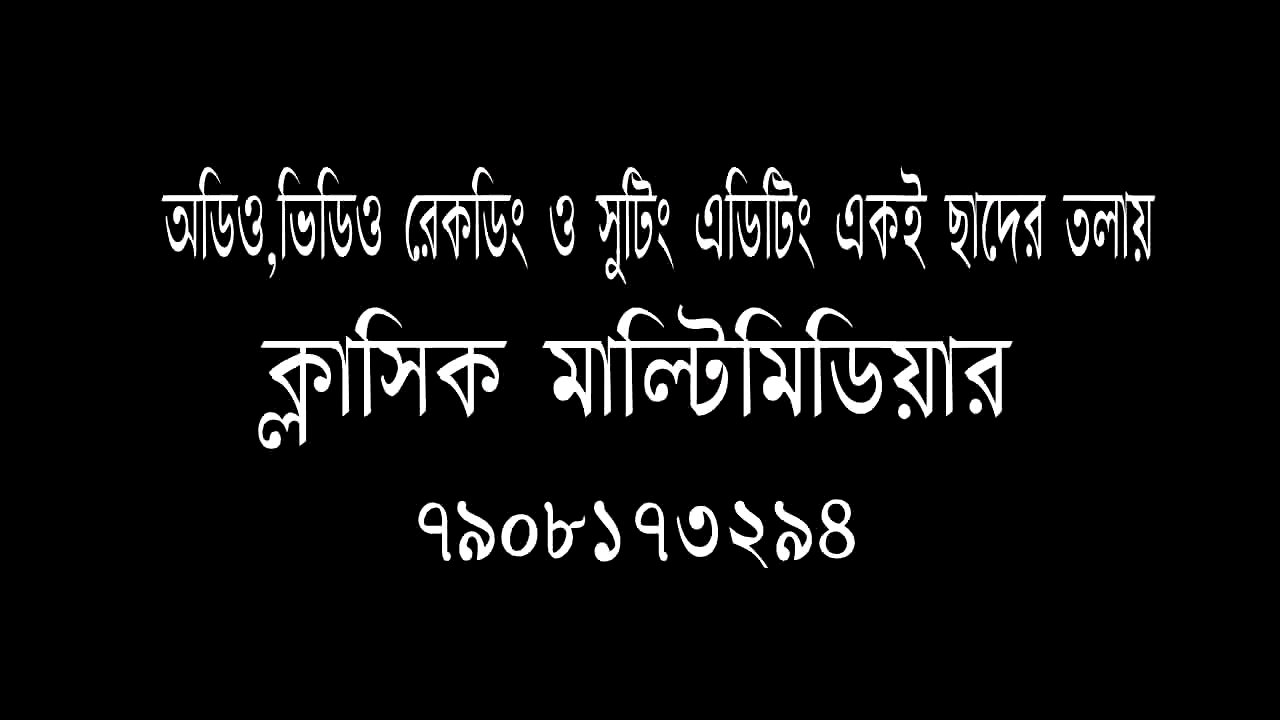 অডিও,ভিডিও রেকডিং ও সুটিং এডিটিং একই ছাদের তলায়
ক্লাসিক মাল্টিমিডিয়ার
৭৯০৮১৭৩২৯৪